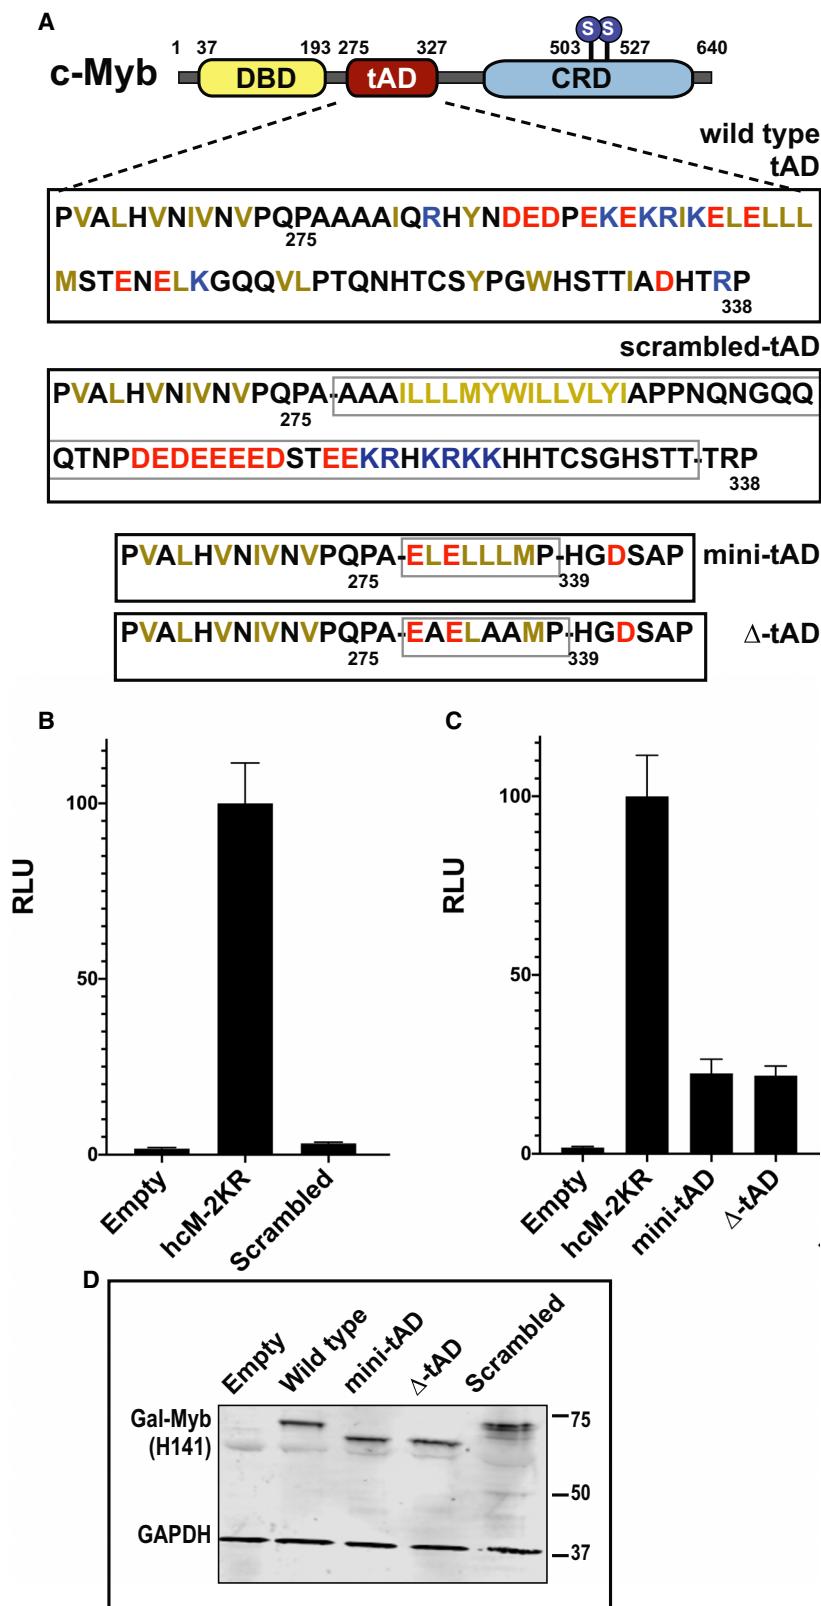 A
1 37 193 275 327 503 527 640
S S
c-Myb DBD tAD CRD
wild type
tAD
PVALHVNIVNVPQPAAAAIQRHYNDEDPEKEKRIKELELLL
275
MSTENELKGQQVLPTQNHTCSYPGWHSTTIADHTRP
338
scrambled-tAD
PVALHVNIVNVPQPA-AAAILLLMYWILLVLYIAPPNQNGQQ
275
QTNPDEDEEEEDSTEEKRHKRKKHHTCSGHSTT-TRP
338
PVALHVNIVNVPQPA-ELELLLMP-HGDSAP mini-tAD
275 339
PVALHVNIVNVPQPA-EAELAAMP-HGDSAP Δ-tAD
275 339
B
RLU
100
50
0
Empty hcM-2KR Scrambled
C
RLU
100
50
0
Empty hcM-2KR mini-tAD Δ-tAD
D
Empty Wild type mini-tAD Δ-tAD Scrambled
Gal-Myb
(H141)
GAPDH
75
50
37